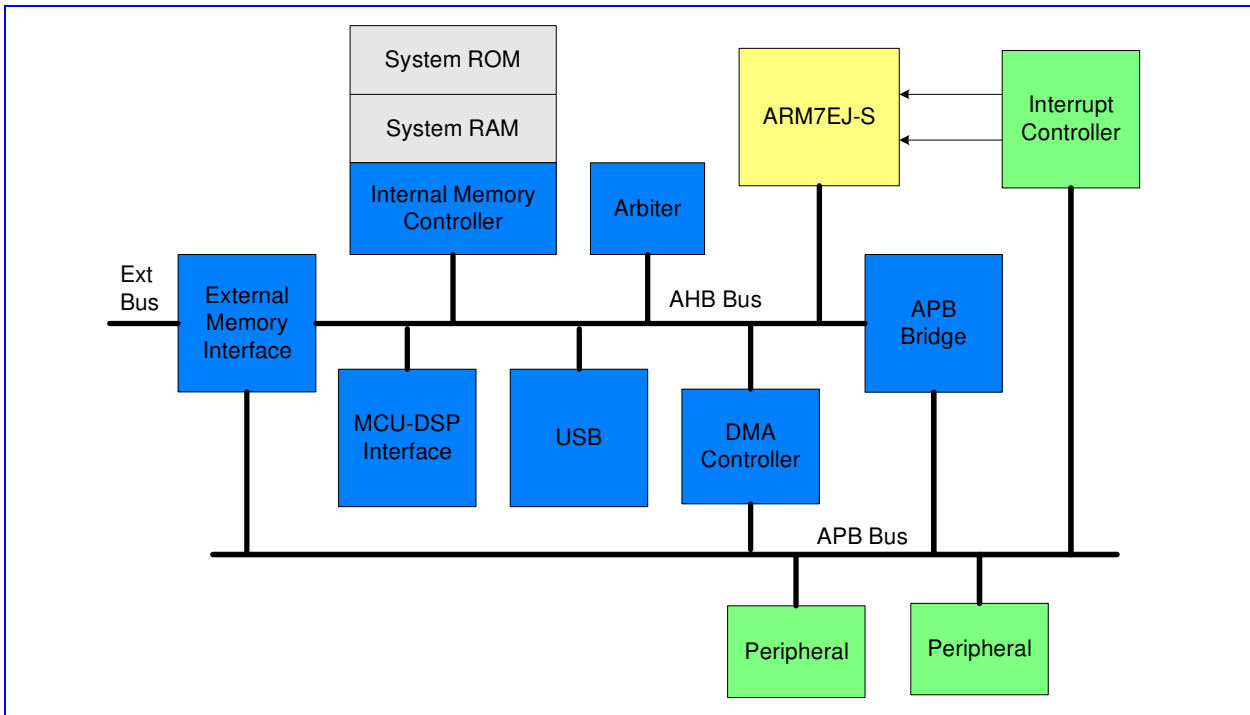 System ROM
System RAM
Internal Memory
Controller
Arbiter
ARM7EJ-S
Interrupt
Controller
Ext
Bus
External
Memory
Interface
AHB Bus
APB
Bridge
MCU-DSP
Interface
USB
DMA
Controller
APB Bus
Peripheral
Peripheral